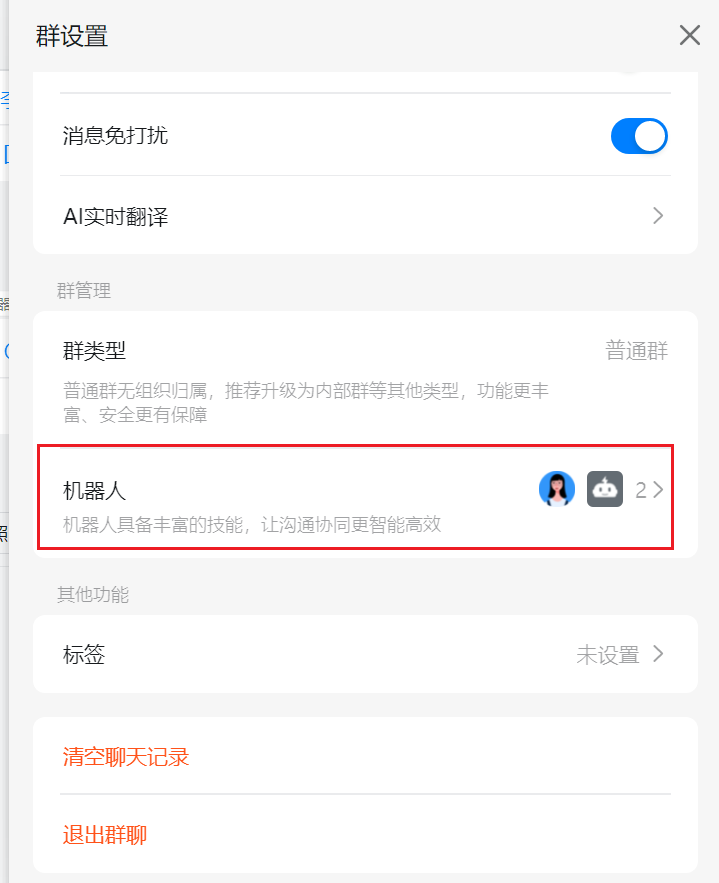 群设置
消息免打扰
AI实时翻译
群管理
群类型
普通群
普通群无组织归属，推荐升级为内部群等其他类型，功能更丰
富、安全更有保障
机器人
2
机器人具备丰富的技能，让沟通协同更智能高效
其他功能
标签
未设置
清空聊天记录
退出群聊